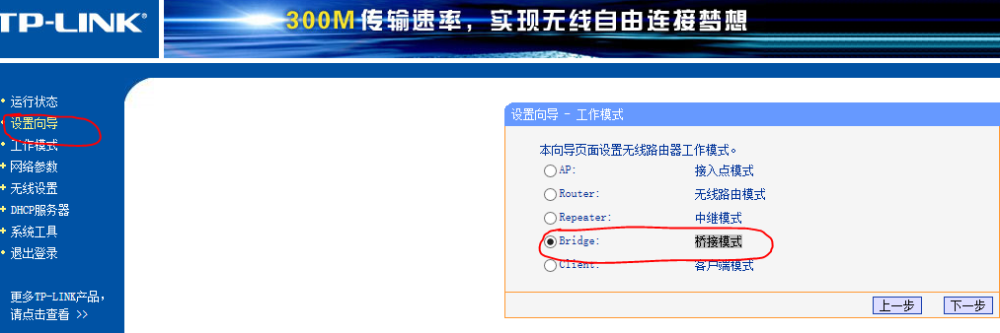 TP-LINK®
300M 传输速率，实现无线自由连接梦想
运行状态
设置向导
工作模式
网络参数
无线设置
DHCP服务器
系统工具
退出登录
更多TP-LINK产品，
请点击查看 >>
设置向导 - 工作模式
本向导页面设置无线路由器工作模式。
AP: 接入点模式
Router: 无线路由模式
Repeater: 中继模式
Bridge: 桥接模式
Client: 客户端模式
上一步 下一步